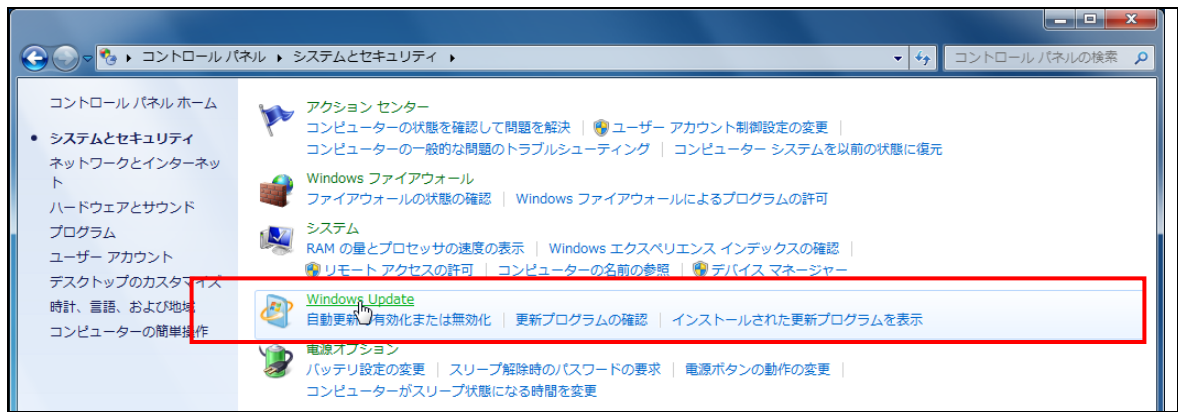 コントロール パネル ▸ システムとセキュリティ ▸
コントロール パネルの検索
コントロール パネル ホーム
• システムとセキュリティ
ネットワークとインターネッ
ト
ハードウェアとサウンド
プログラム
ユーザー アカウント
デスクトップのカスタマイズ
時計、言語、および地域
コンピューターの簡単操作
アクション センター
コンピューターの状態を確認して問題を解決 | ユーザー アカウント制御設定の変更 |
コンピューターの一般的な問題のトラブルシューティング | コンピューター システムを以前の状態に復元
Windows ファイアウォール
ファイアウォールの状態の確認 | Windows ファイアウォールによるプログラムの許可
システム
RAM の量とプロセッサの速度の表示 | Windows エクスペリエンス インデックスの確認 |
リモート アクセスの許可 | コンピューターの名前の参照 | デバイス マネージャー
Windows Update
自動更新の有効化または無効化 | 更新プログラムの確認 | インストールされた更新プログラムを表示
電源オプション
バッテリ設定の変更 | スリープ解除時のパスワードの要求 | 電源ボタンの動作の変更 |
コンピューターがスリープ状態になる時間を変更